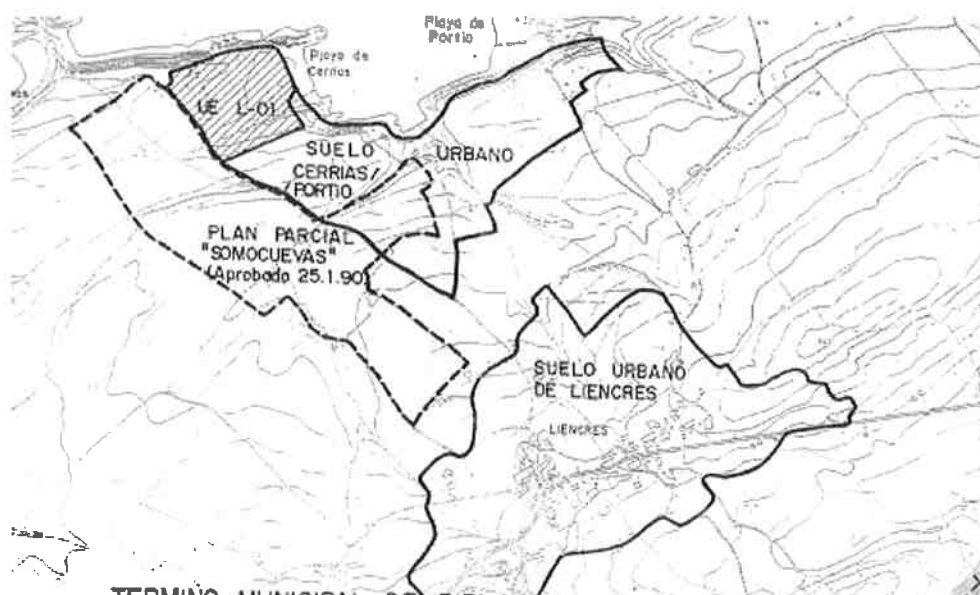 Playa de
Portio
Playa de
Cerrias
UE L-01
SUELO URBANO
CERRIAS/
PORTIO
PLAN PARCIAL
"SOMOCUEVAS"
(Aprobado 25.1.90)
SUELO URBANO
DE LIENCRES
LIENCRES
TERMINO MUNICIPAL DE